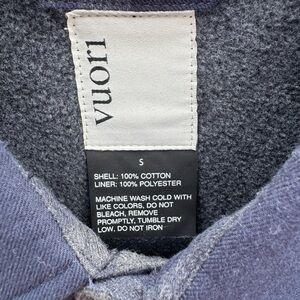 vuori
S
SHELL: 100% COTTON
LINER: 100% POLYESTER
MACHINE WASH COLD WITH
LIKE COLORS, DO NOT
BLEACH, REMOVE
PROMPTLY, TUMBLE DRY
LOW, DO NOT IRON